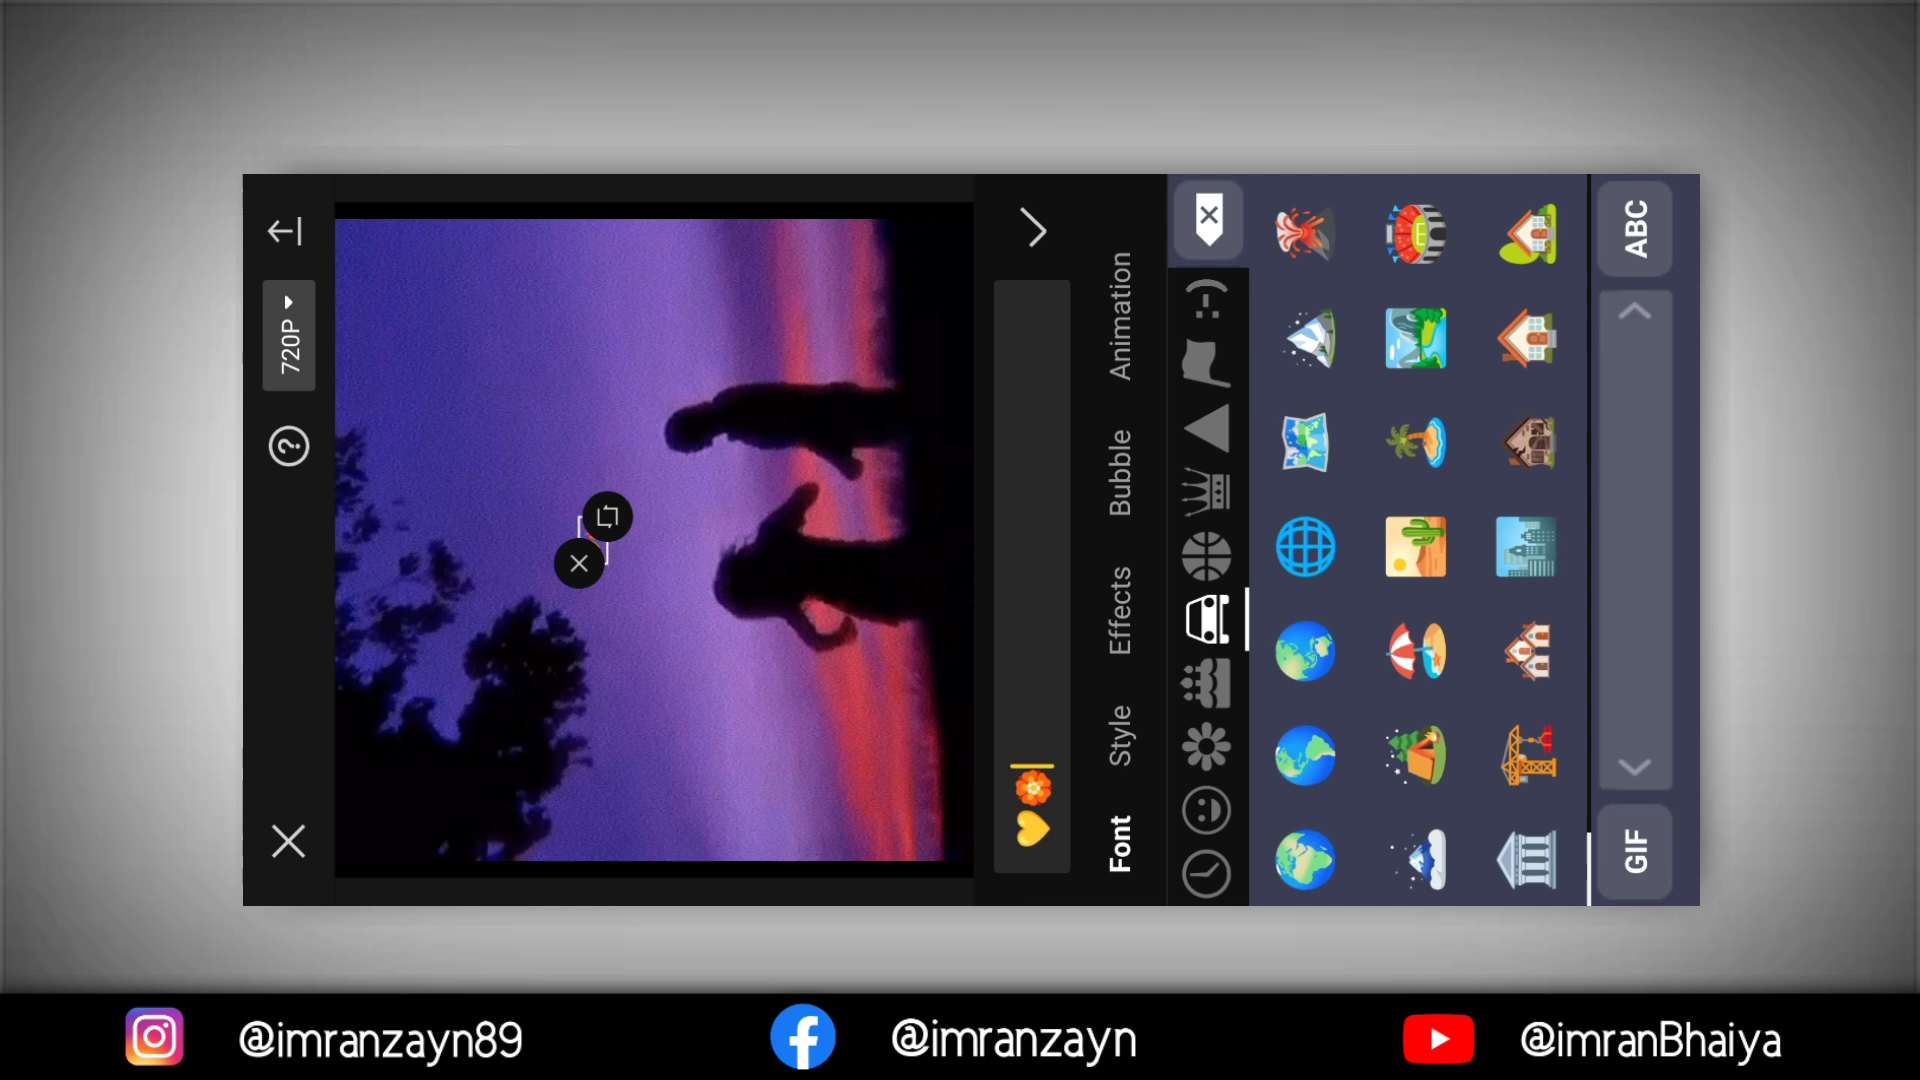 720P
Font Style Effects Bubble Animation
GIF ABC
@imranzayn89 @imranzayn @imranBhaiya